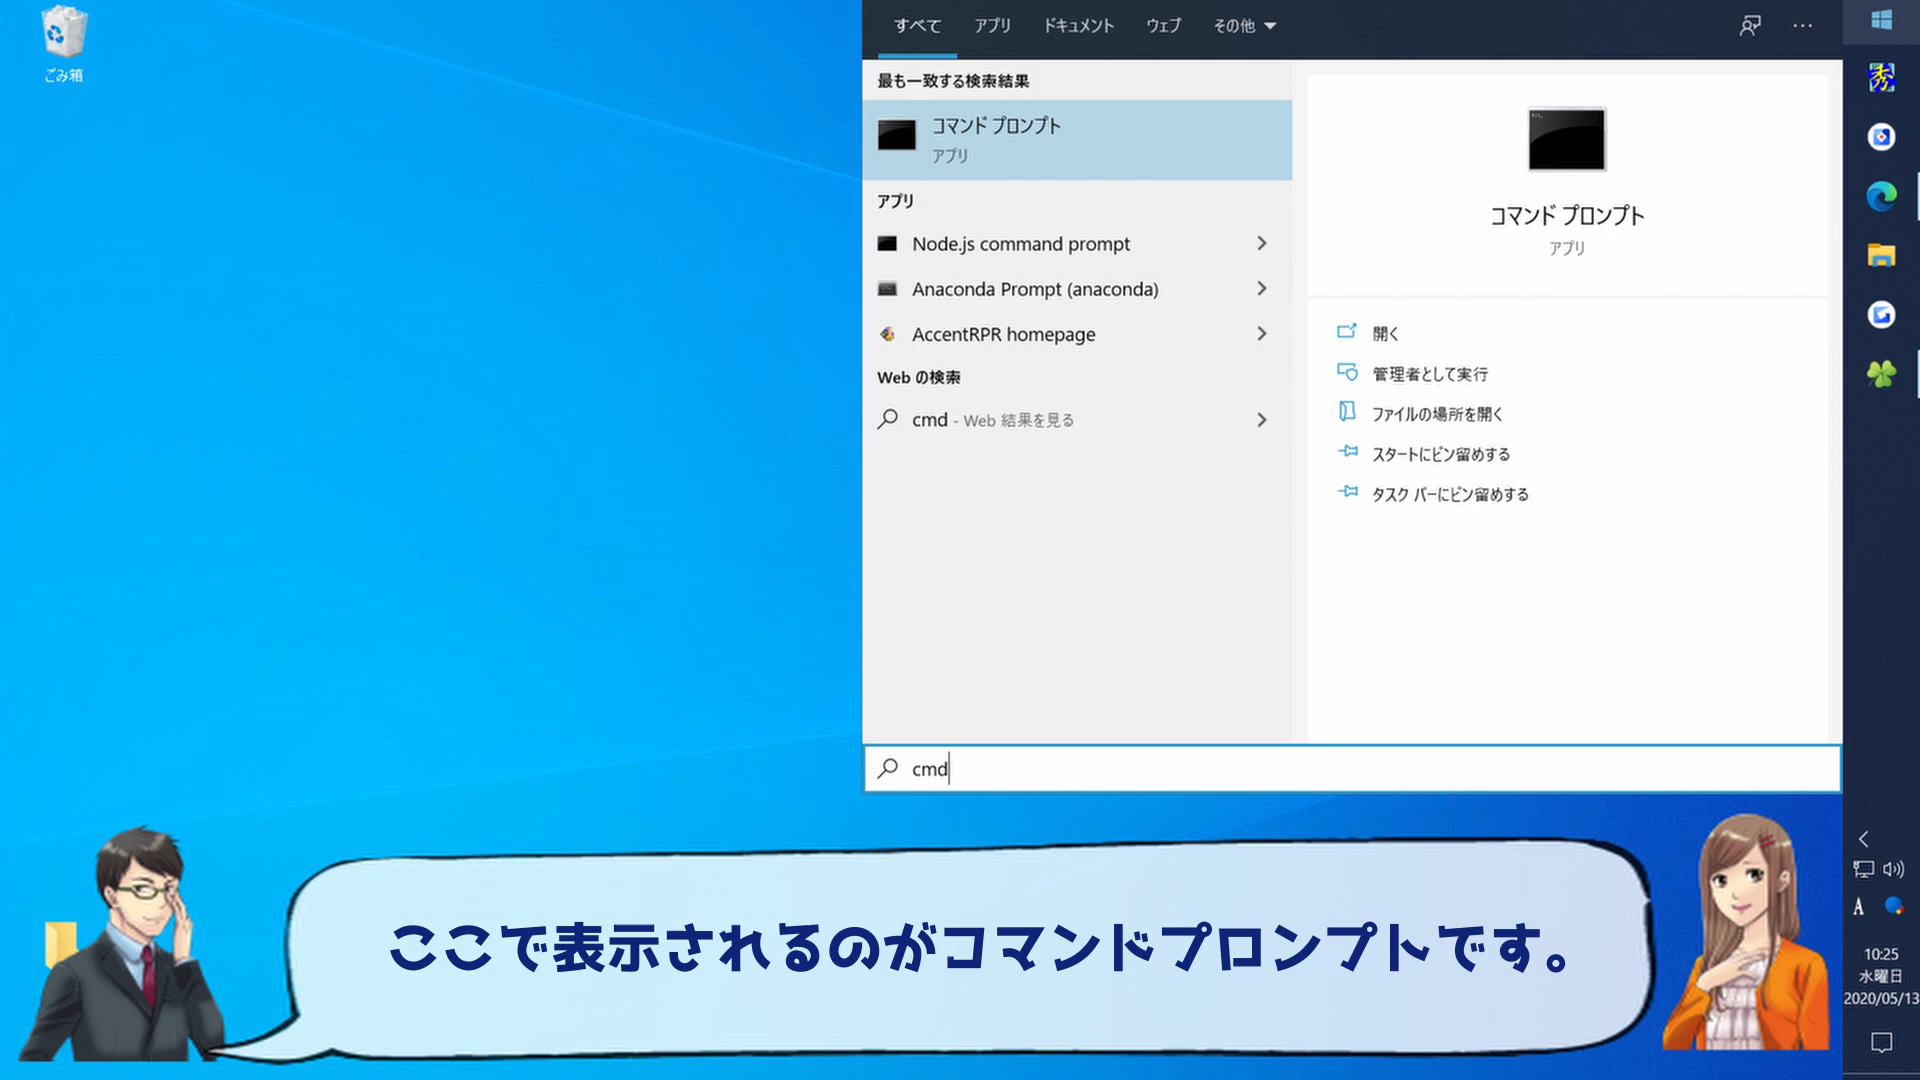 ごみ箱
すべて アプリ ドキュメント ウェブ その他
最も一致する検索結果
コマンド プロンプト
アプリ
アプリ
Node.js command prompt
Anaconda Prompt (anaconda)
AccentRPR homepage
Web の検索
cmd - Web 結果を見る
コマンド プロンプト
アプリ
開く
管理者として実行
ファイルの場所を開く
スタートにピン留めする
タスク バーにピン留めする
cmd
秀
A
10:25
水曜日
2020/05/13
ここで表示されるのがコマンドプロンプトです。